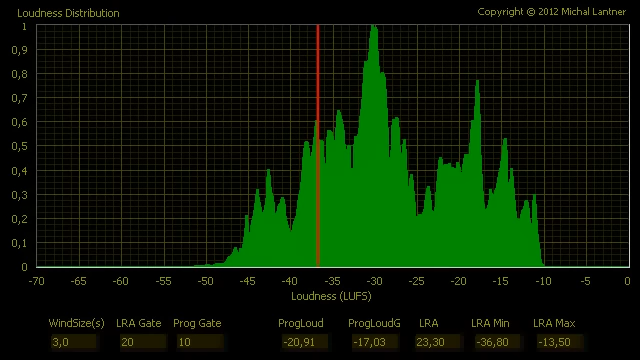 Loudness Distribution
Copyright © 2012 Michal Lantner
1
0,9
0,8
0,7
0,6
0,5
0,4
0,3
0,2
0,1
0
-70 -65 -60 -55 -50 -45 -40 -35 -30 -25 -20 -15 -10 -5 0
Loudness (LUFS)
WindSize(s) LRA Gate Prog Gate ProgLoud ProgLoudG LRA LRA Min LRA Max
3,0 20 10 -20,91 -17,03 23,30 -36,80 -13,50